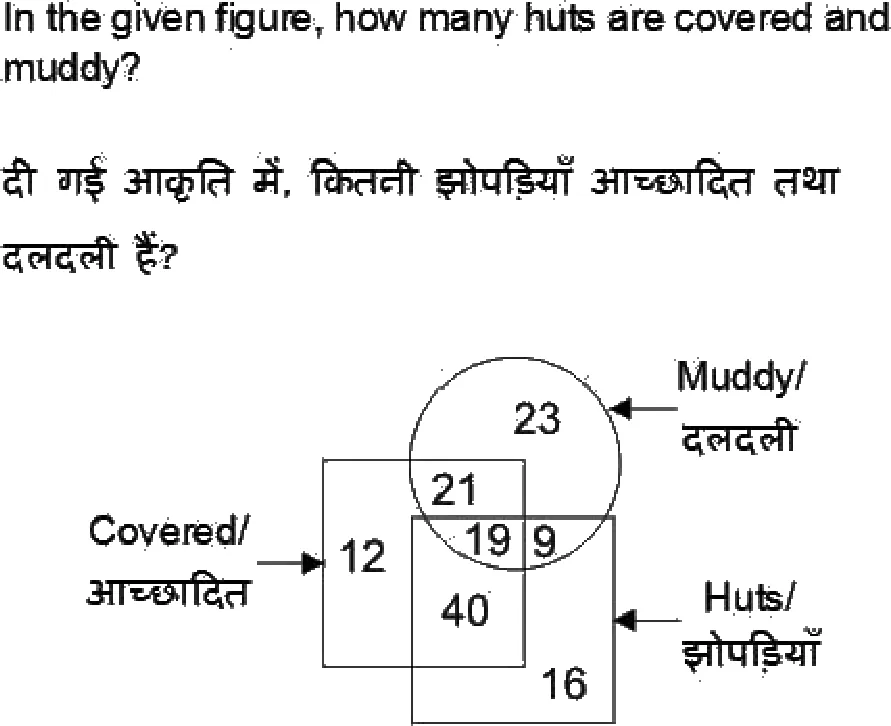 In the given figure, how many huts are covered and
muddy?
दी गई आकृति में, कितनी झोपड़ियाँ आच्छादित तथा
दलदली हैं?
Muddy/
दलदली
23
21
Covered/
आच्छादित
12
19 9
40
Huts/
झोपड़ियाँ
16